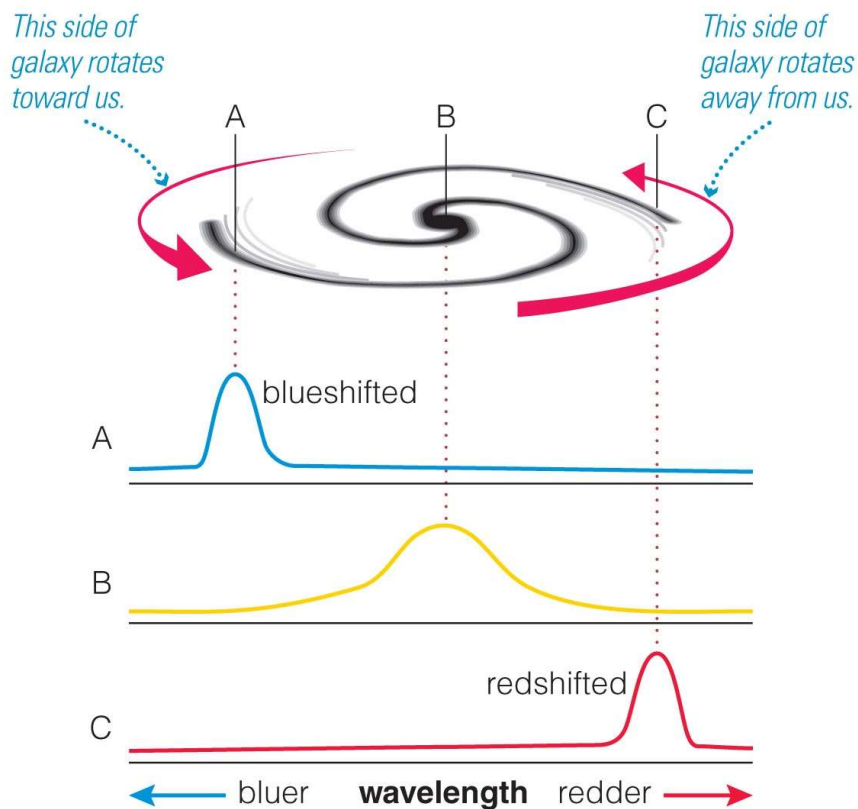 This side of
galaxy rotates
toward us.
This side of
galaxy rotates
away from us.
A
B
C
blueshifted
A
B
redshifted
C
bluer wavelength redder